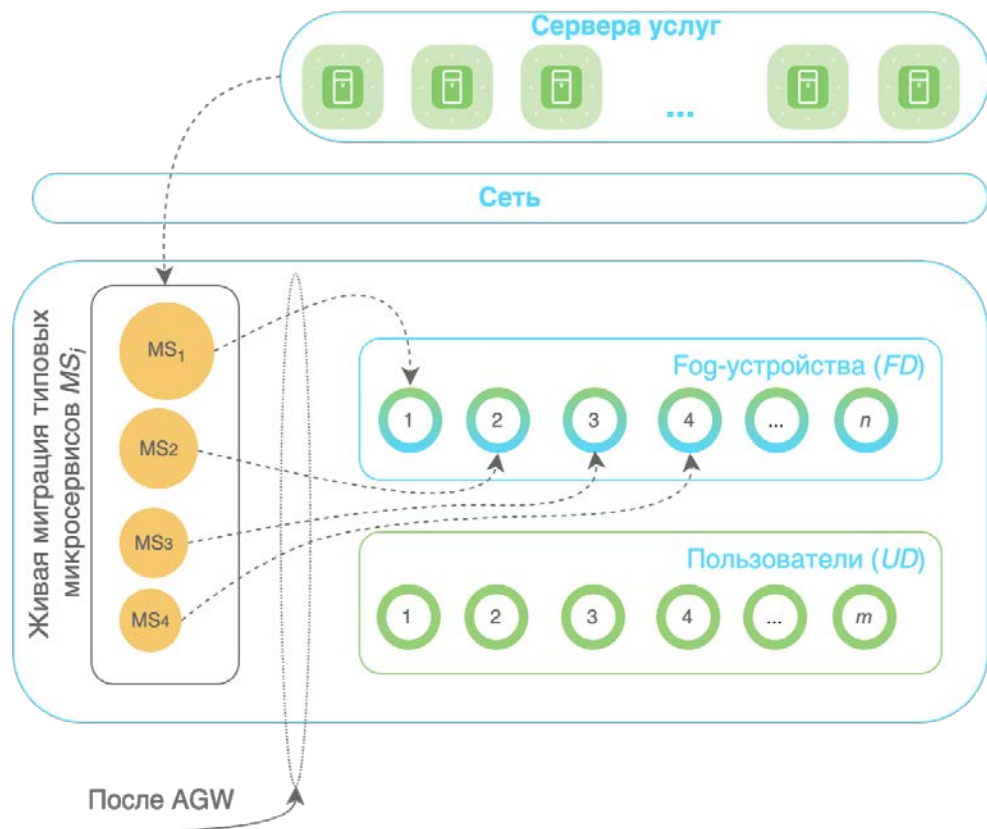 Сервера услуг
...
Сеть
Живая миграция типовых
микросервисов MSj
MS1
MS2
MS3
MS4
Fog-устройства (FD)
1 2 3 4 ... n
Пользователи (UD)
1 2 3 4 ... m
После AGW